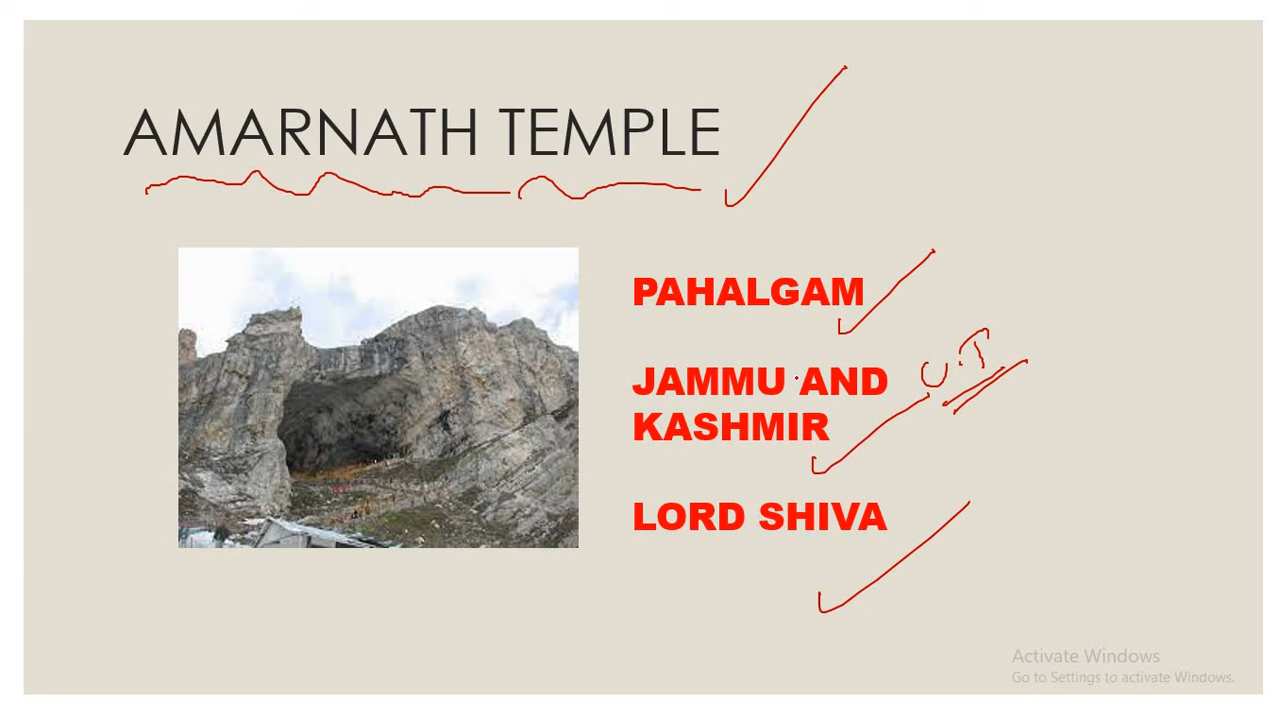 AMARNATH TEMPLE
PAHALGAM
JAMMU AND
KASHMIR
U.T
LORD SHIVA
Activate Windows
Go to Settings to activate Windows.